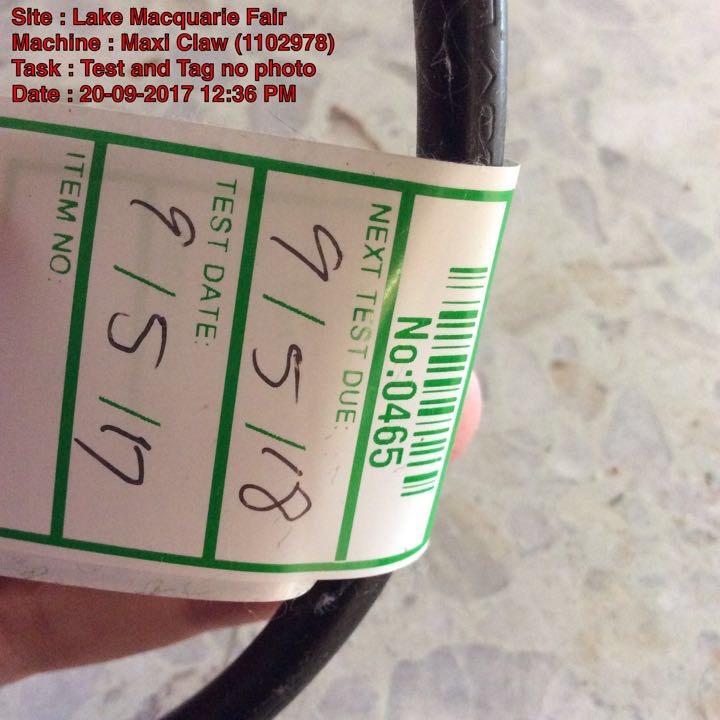 Site : Lake Macquarie Fair
Machine : Maxi Claw (1102978)
Task : Test and Tag no photo
Date : 20-09-2017 12:36 PM
No:0465
NEXT TEST DUE:
9/5/18
TEST DATE:
9/5/17
ITEM NO: